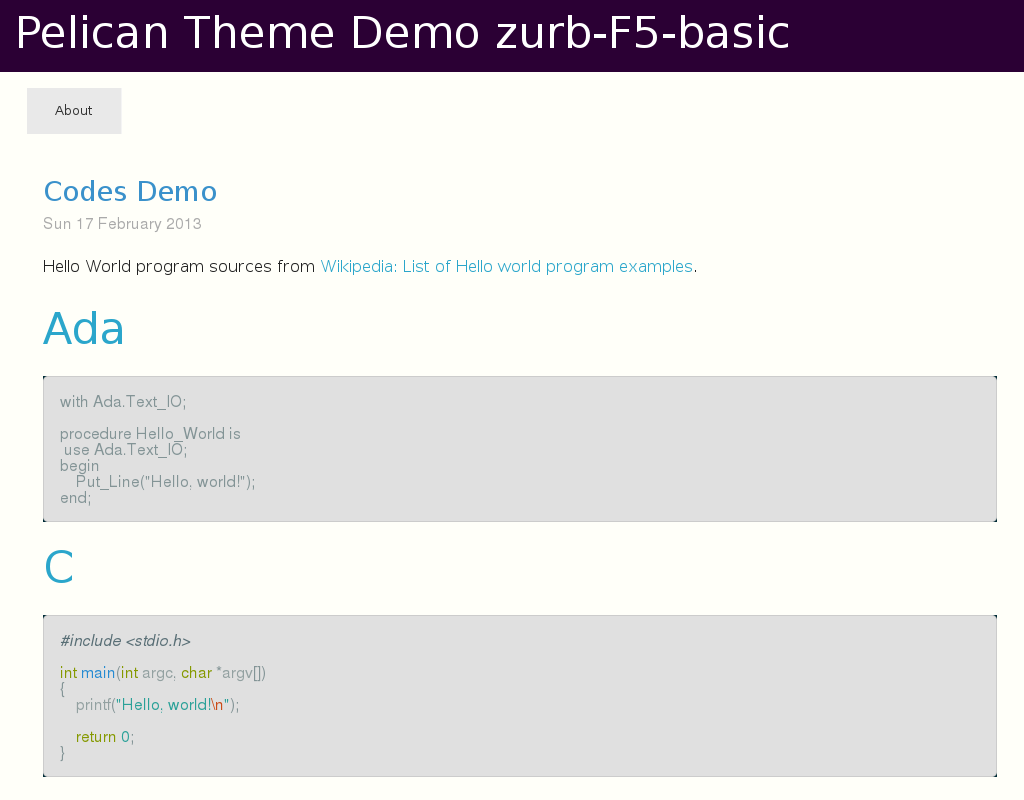 Pelican Theme Demo zurb-F5-basic
About
Codes Demo
Sun 17 February 2013
Hello World program sources from Wikipedia: List of Hello world program examples.
Ada
with Ada.Text_IO;
procedure Hello_World is
 use Ada.Text_IO;
begin
    Put_Line("Hello, world!");
end;
C
#include <stdio.h>
int main(int argc, char *argv[])
{
    printf("Hello, world!\n");
    return 0;
}